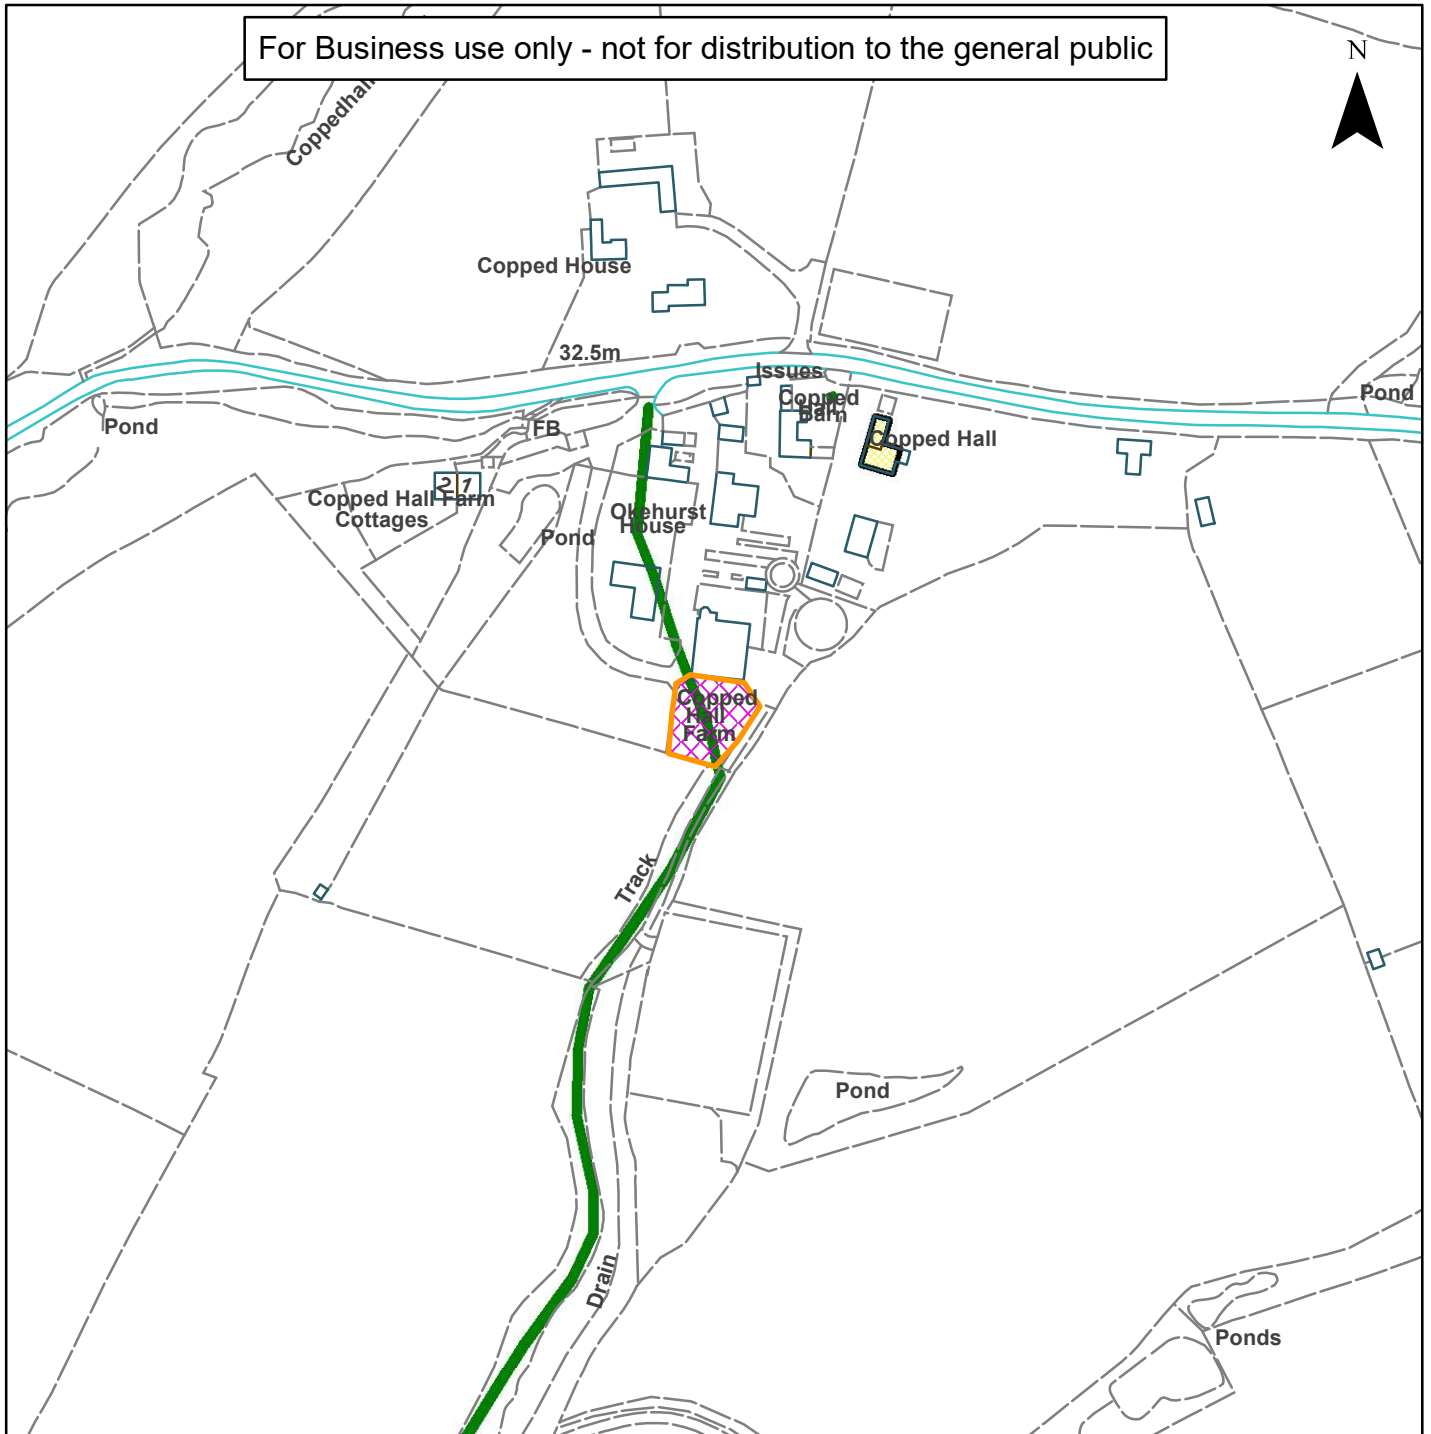 For Business use only - not for distribution to the general public
N
Coppedhall
Copped House
32.5m
Issues
Pond
Copped
Hall
Barn
Pond
FB
Copped Hall
2 1
Copped Hall Farm
Cottages
Okehurst
House
Pond
Copped
Hall
Farm
Track
Pond
Drain
Ponds